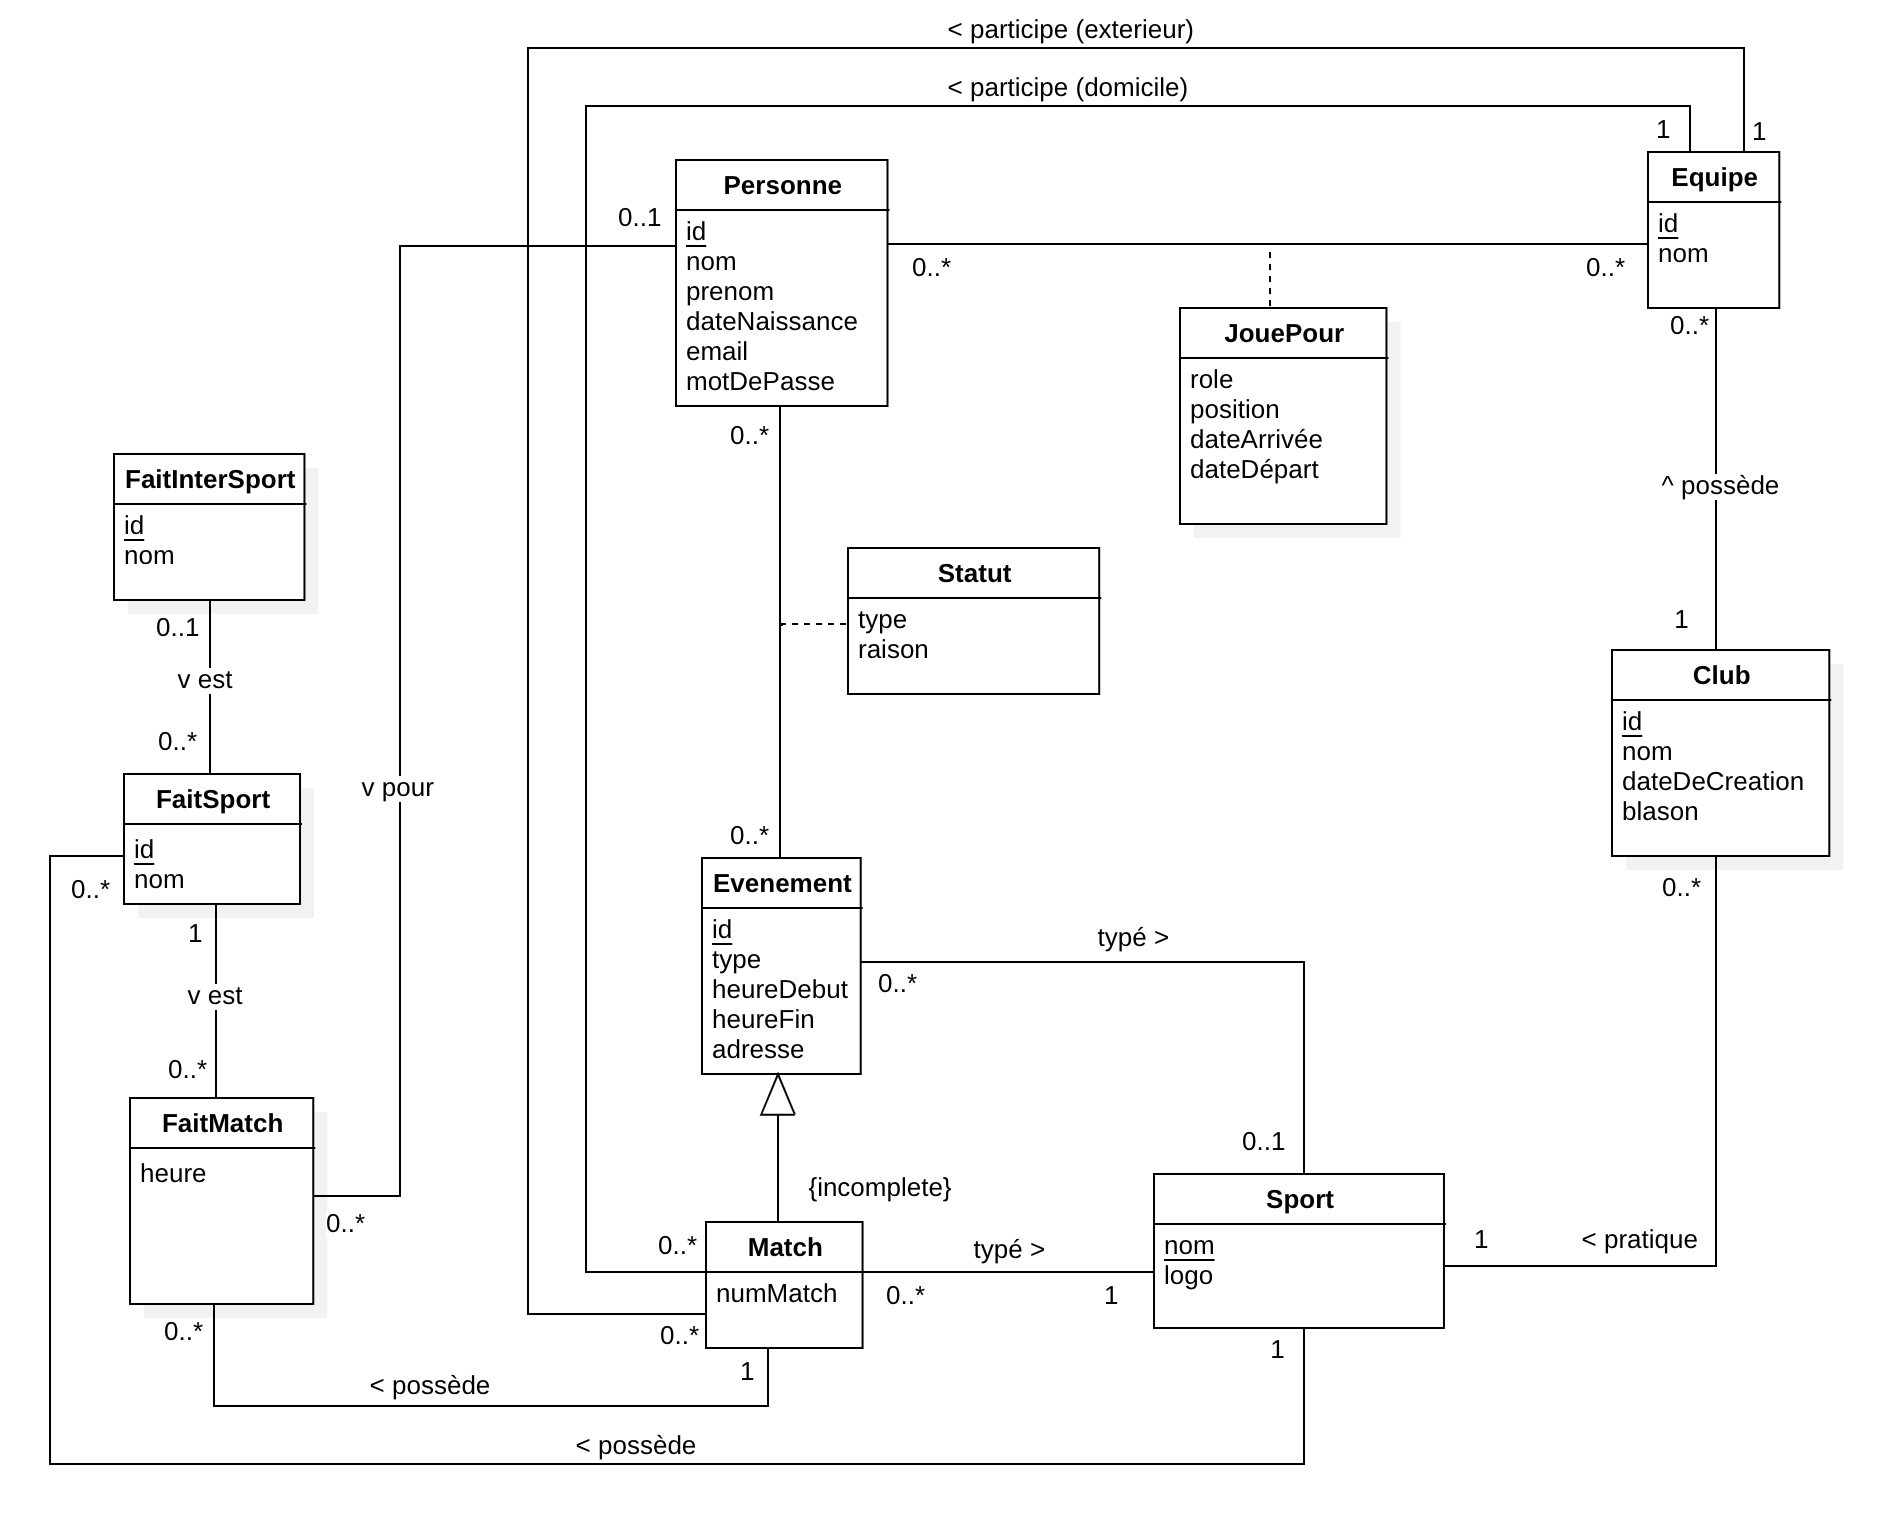 < participe (exterieur)
< participe (domicile)
1
1
Personne
id
nom
prenom
dateNaissance
email
motDePasse
0..1
0..*
0..*
Equipe
id
nom
0..*
JouePour
role
position
dateArrivée
dateDépart
0..*
^ possède
FaitInterSport
id
nom
0..1
v est
0..*
Statut
type
raison
1
Club
id
nom
dateDeCreation
blason
0..*
v pour
FaitSport
id
nom
0..*
1
v est
0..*
0..*
Evenement
id
type
heureDebut
heureFin
adresse
typé >
0..*
0..1
FaitMatch
heure
0..*
0..*
{incomplete}
Match
numMatch
0..*
0..*
1
typé >
0..*
1
Sport
nom
logo
1
< pratique
1
< possède
< possède